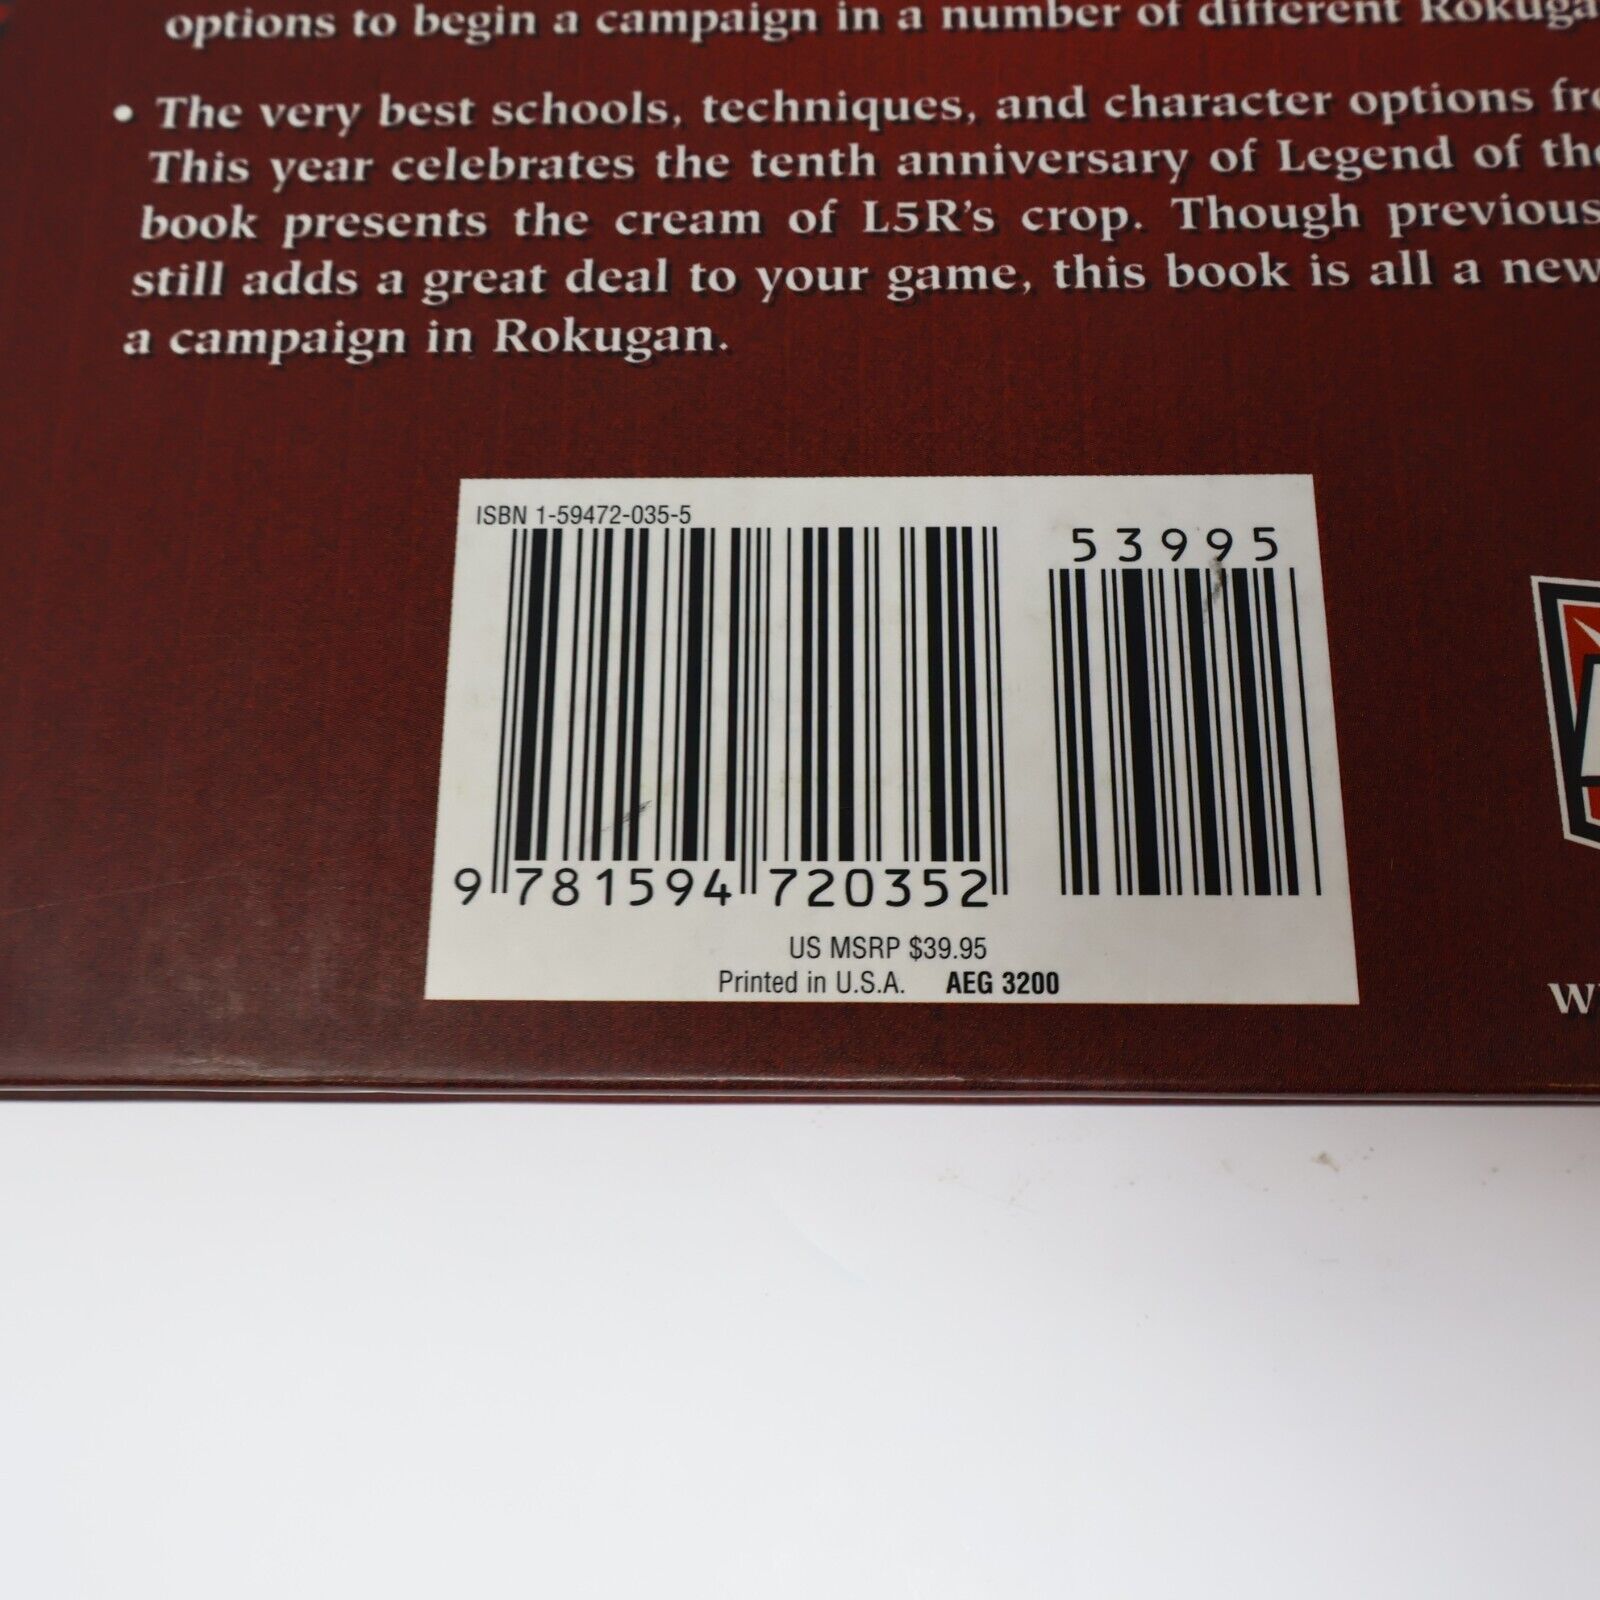 options to begin a campaign in a number of different
• The very best schools, techniques, and character options
This year celebrates the tenth anniversary of Legend of
book presents the cream of L5R's crop. Though previous
still adds a great deal to your game, this book is all a new
a campaign in Rokugan.
ISBN 1-59472-035-5
53995
9 781594 720352
US MSRP $39.95
Printed in U.S.A. AEG 3200